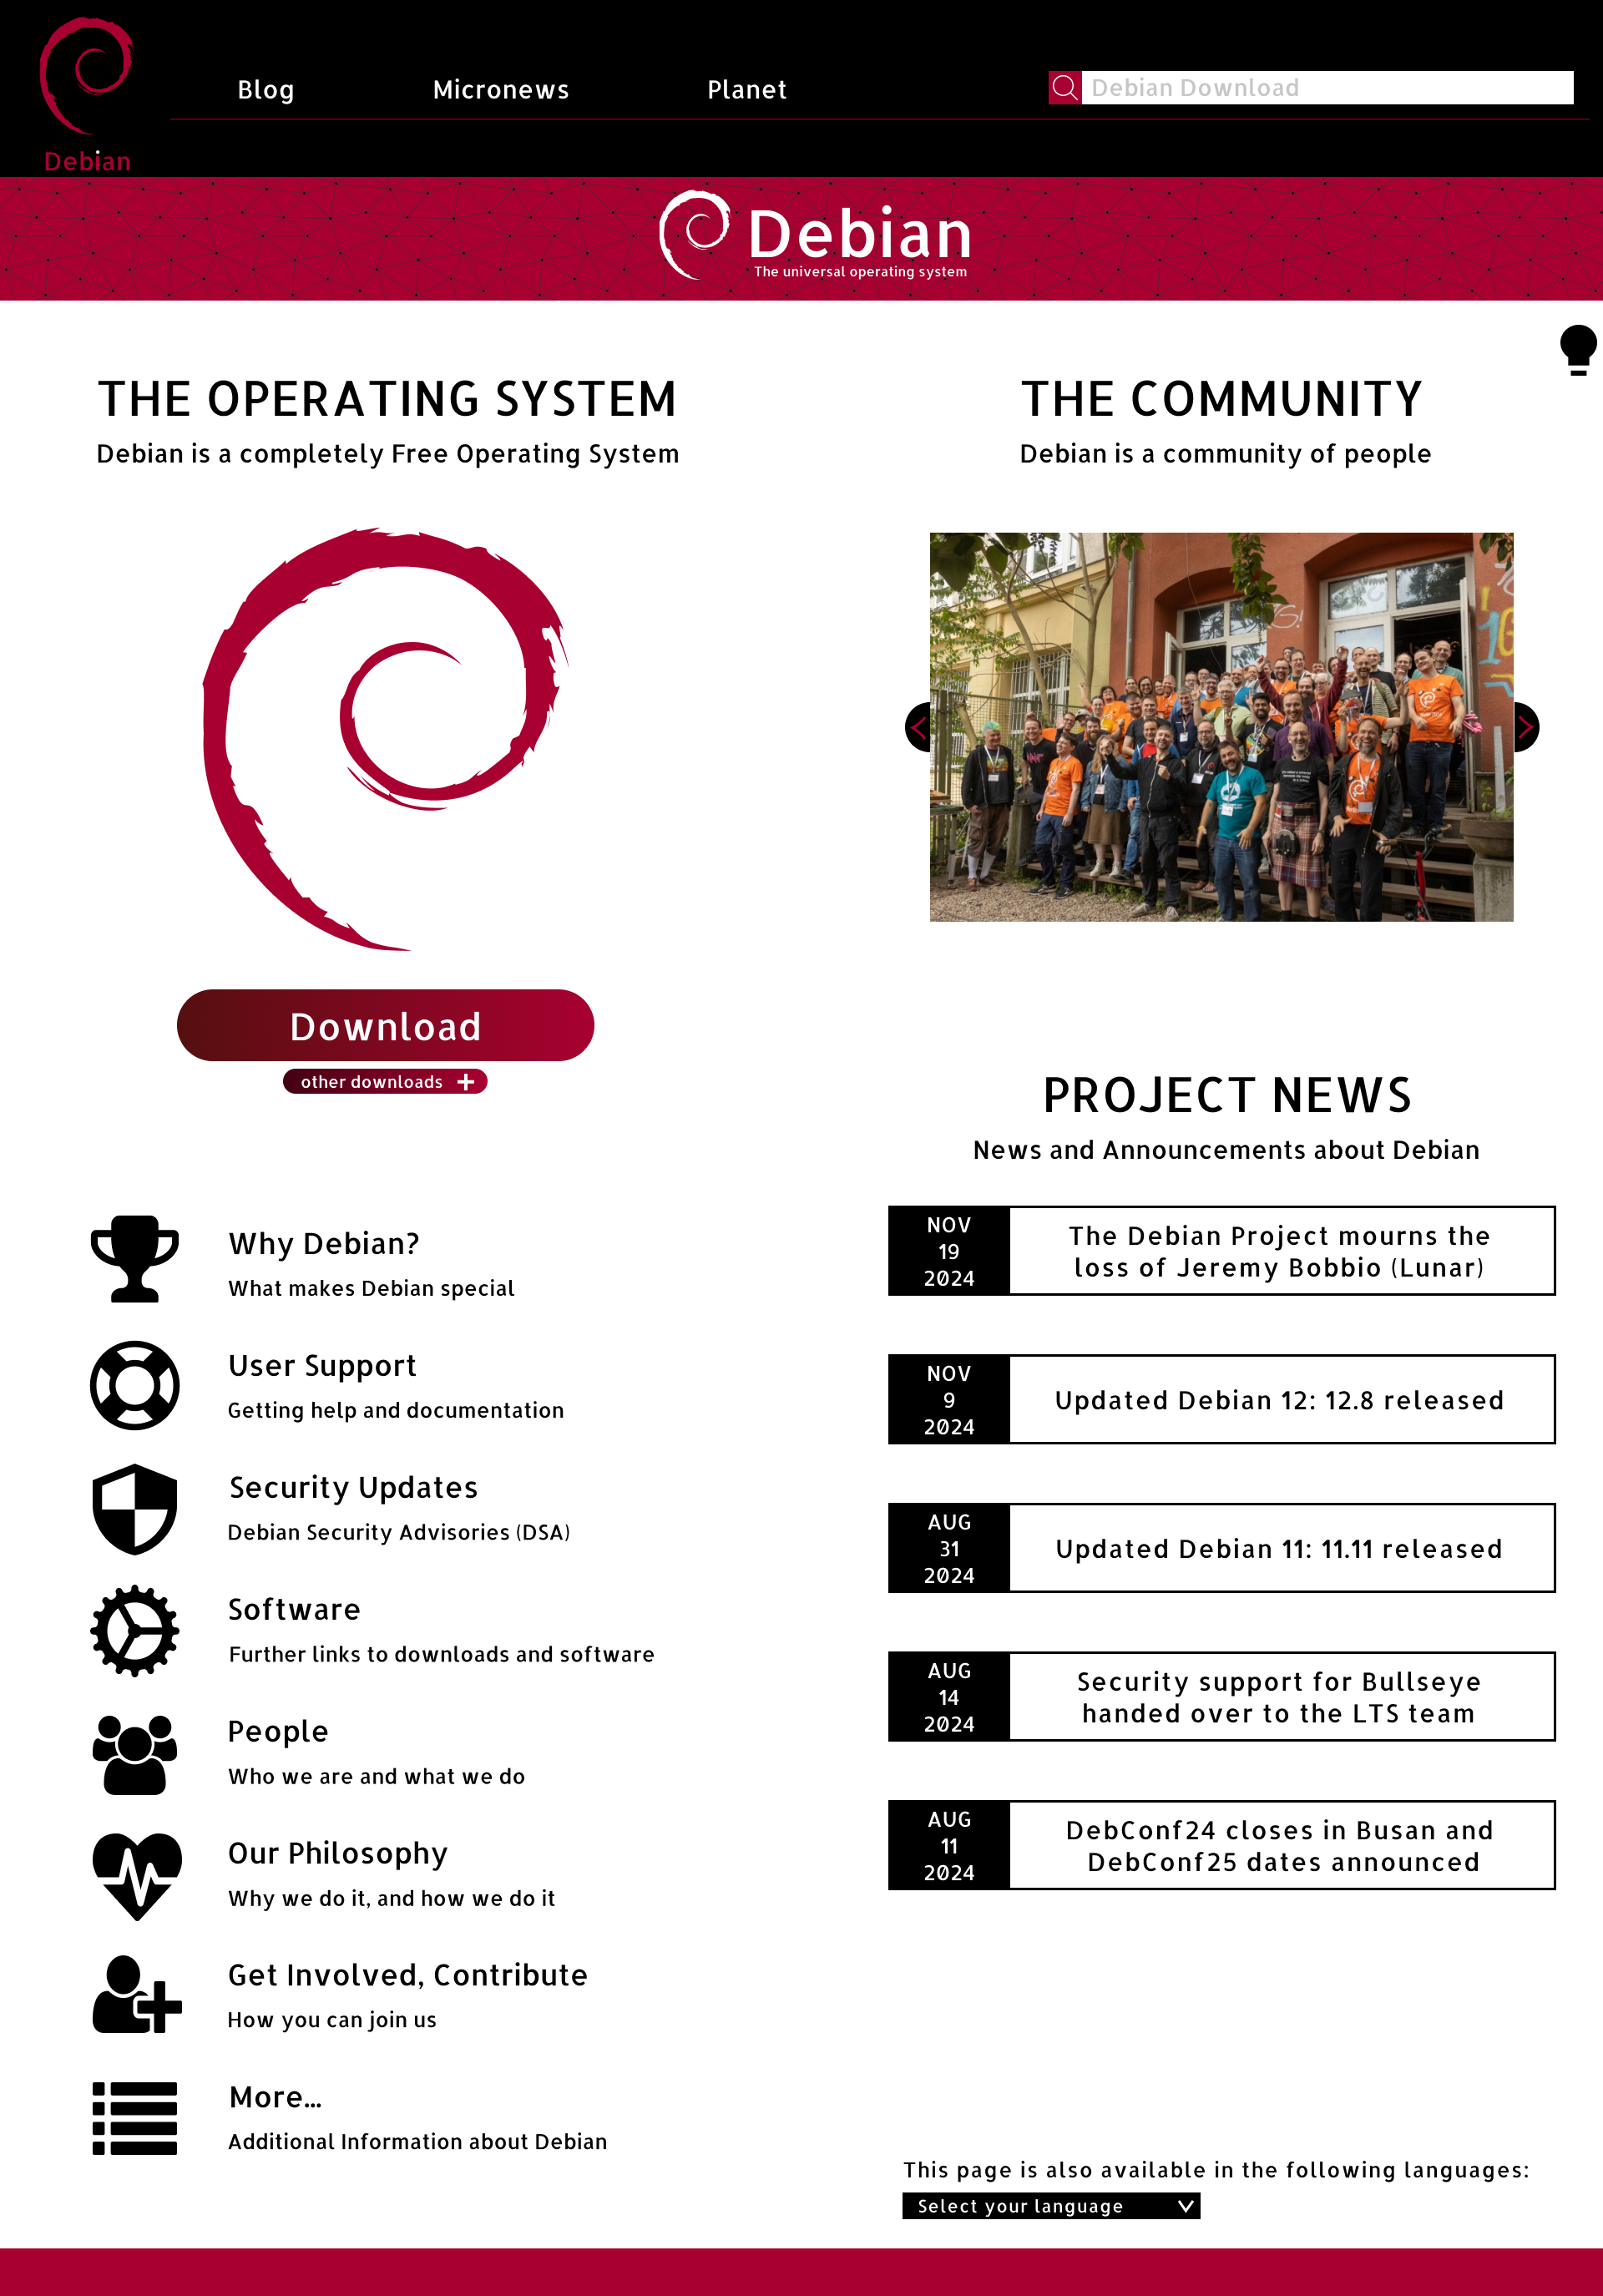 Blog
Micronews
Planet
Debian Download
Debian
Debian
The universal operating system
THE OPERATING SYSTEM
Debian is a completely Free Operating System
THE COMMUNITY
Debian is a community of people
Download
other downloads
PROJECT NEWS
News and Announcements about Debian
Why Debian?
What makes Debian special
User Support
Getting help and documentation
Security Updates
Debian Security Advisories (DSA)
Software
Further links to downloads and software
People
Who we are and what we do
Our Philosophy
Why we do it, and how we do it
Get Involved, Contribute
How you can join us
More...
Additional Information about Debian
NOV
19
2024
The Debian Project mourns the
loss of Jeremy Bobbio (Lunar)
NOV
9
2024
Updated Debian 12: 12.8 released
AUG
31
2024
Updated Debian 11: 11.11 released
AUG
14
2024
Security support for Bullseye
handed over to the LTS team
AUG
11
2024
DebConf24 closes in Busan and
DebConf25 dates announced
This page is also available in the following languages:
Select your language